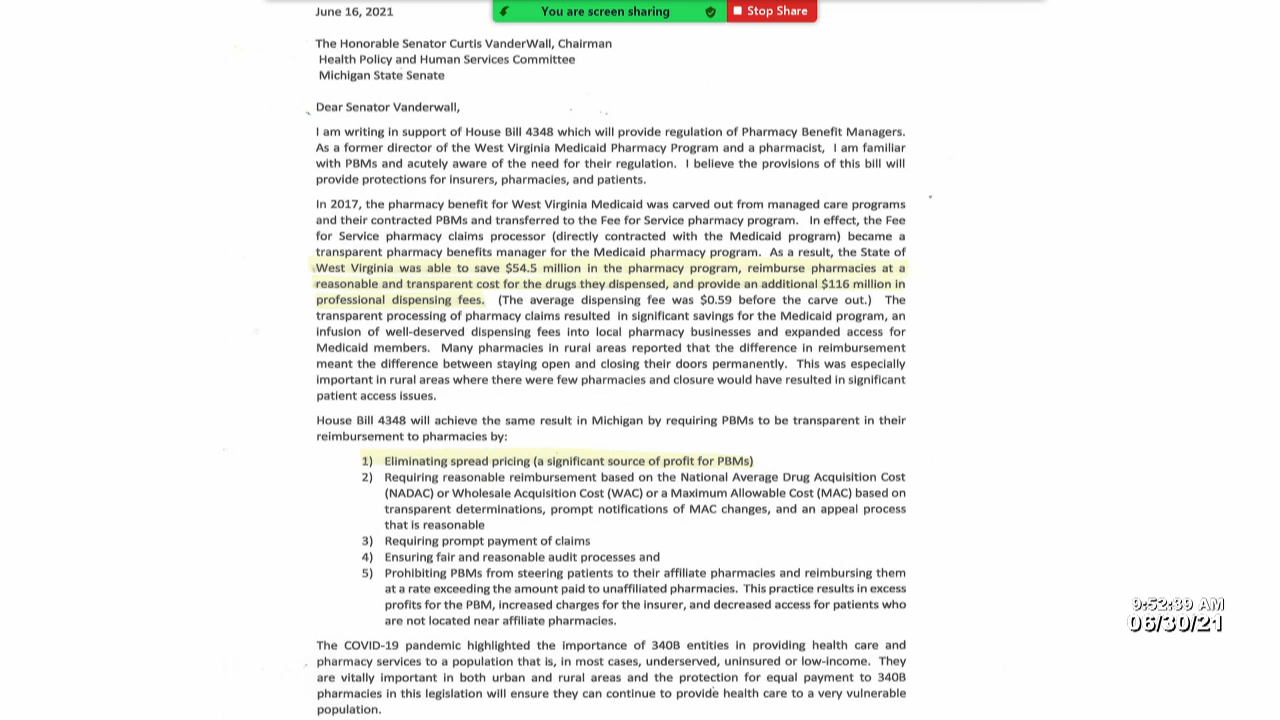 You are screen sharing
Stop Share
June 16, 2021
The Honorable Senator Curtis VanderWall, Chairman
Health Policy and Human Services Committee
Michigan State Senate
Dear Senator Vanderwall,
I am writing in support of House Bill 4348 which will provide regulation of Pharmacy Benefit Managers.
As a former director of the West Virginia Medicaid Pharmacy Program and a pharmacist, I am familiar
with PBMs and acutely aware of the need for their regulation. I believe the provisions of this bill will
provide protections for insurers, pharmacies, and patients.
In 2017, the pharmacy benefit for West Virginia Medicaid was carved out from managed care programs
and their contracted PBMs and transferred to the Fee for Service pharmacy program. In effect, the Fee
for Service pharmacy claims processor (directly contracted with the Medicaid program) became a
transparent pharmacy benefits manager for the Medicaid pharmacy program. As a result, the State of
West Virginia was able to save $54.5 million in the pharmacy program, reimburse pharmacies at a
reasonable and transparent cost for the drugs they dispensed, and provide an additional $116 million in
professional dispensing fees. (The average dispensing fee was $0.59 before the carve out.) The
transparent processing of pharmacy claims resulted in significant savings for the Medicaid program, an
infusion of well-deserved dispensing fees into local pharmacy businesses and expanded access for
Medicaid members. Many pharmacies in rural areas reported that the difference in reimbursement
meant the difference between staying open and closing their doors permanently. This was especially
important in rural areas where there were few pharmacies and closure would have resulted in significant
patient access issues.
House Bill 4348 will achieve the same result in Michigan by requiring PBMs to be transparent in their
reimbursement to pharmacies by:
1) Eliminating spread pricing (a significant source of profit for PBMs)
2) Requiring reasonable reimbursement based on the National Average Drug Acquisition Cost
(NADAC) or Wholesale Acquisition Cost (WAC) or a Maximum Allowable Cost (MAC) based on
transparent determinations, prompt notifications of MAC changes, and an appeal process
that is reasonable
3) Requiring prompt payment of claims
4) Ensuring fair and reasonable audit processes and
5) Prohibiting PBMs from steering patients to their affiliate pharmacies and reimbursing them
at a rate exceeding the amount paid to unaffiliated pharmacies. This practice results in excess
profits for the PBM, increased charges for the insurer, and decreased access for patients who
are not located near affiliate pharmacies.
The COVID-19 pandemic highlighted the importance of 340B entities in providing health care and
pharmacy services to a population that is, in most cases, underserved, uninsured or low-income. They
are vitally important in both urban and rural areas and the protection for equal payment to 340B
pharmacies in this legislation will ensure they can continue to provide health care to a very vulnerable
population.
9:52:39 AM
06/30/21